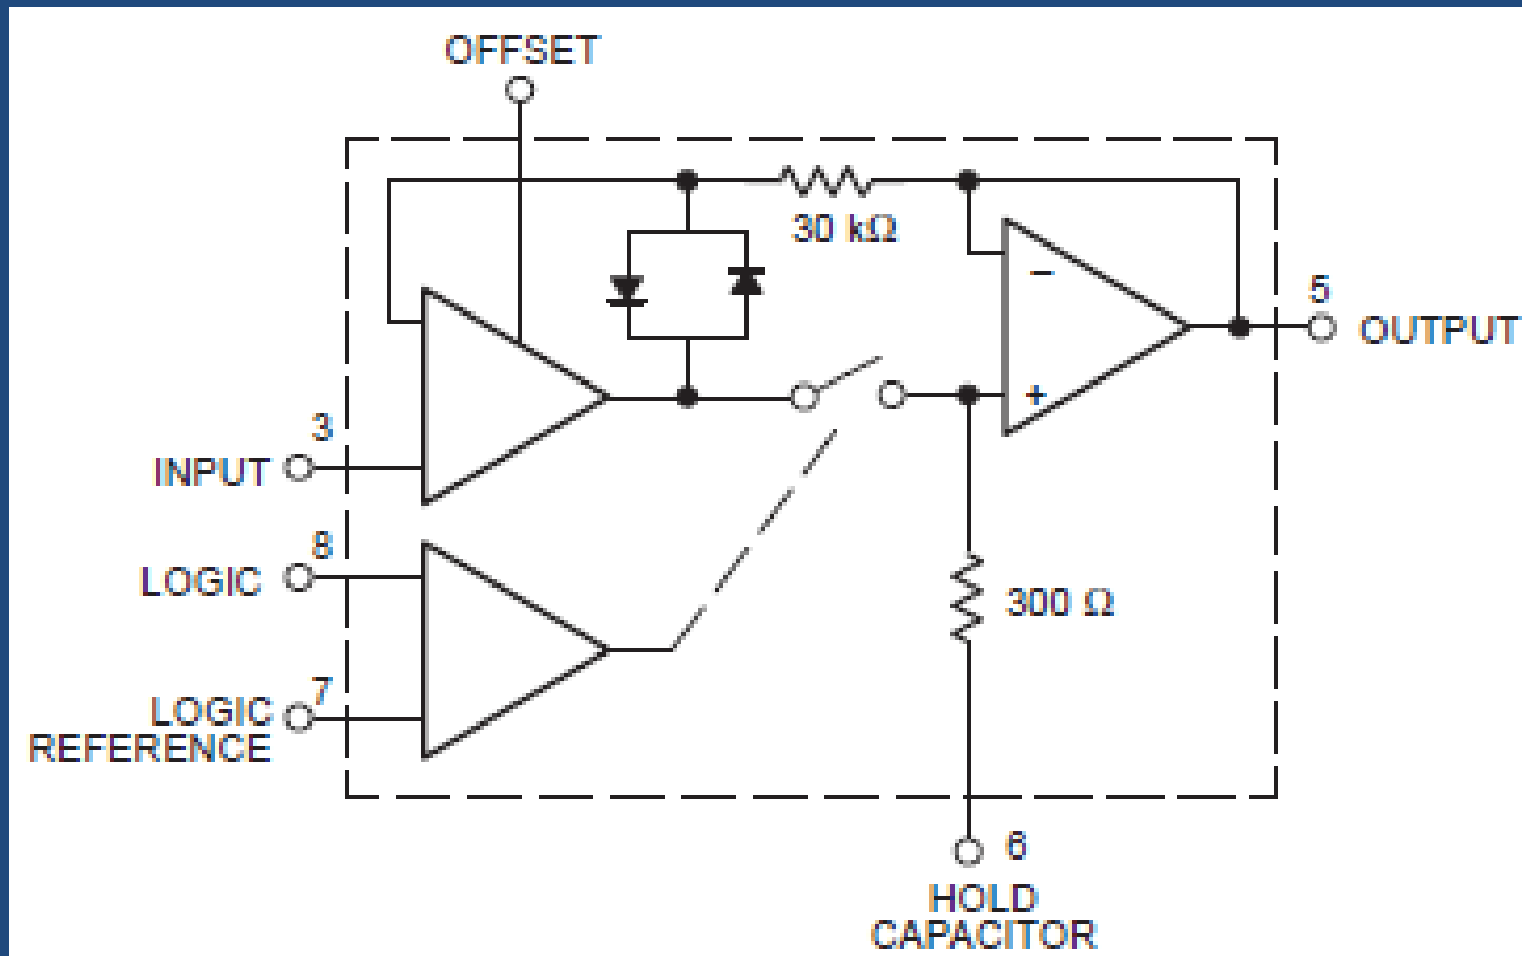 OFFSET
30 kΩ
−
+
5
OUTPUT
3
INPUT
8
LOGIC
7
LOGIC
REFERENCE
300 Ω
6
HOLD
CAPACITOR